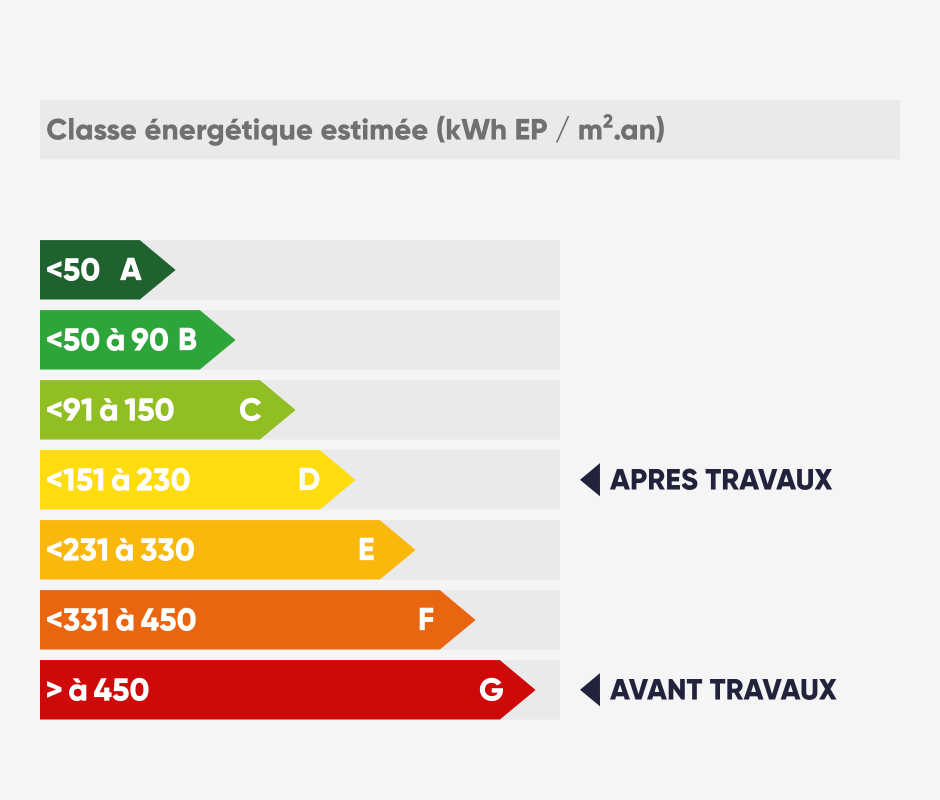 Classe énergétique estimée (kWh EP / m².an)
<50 A
<50 à 90 B
<91 à 150 C
<151 à 230 D
APRES TRAVAUX
<231 à 330 E
<331 à 450 F
> à 450 G
AVANT TRAVAUX